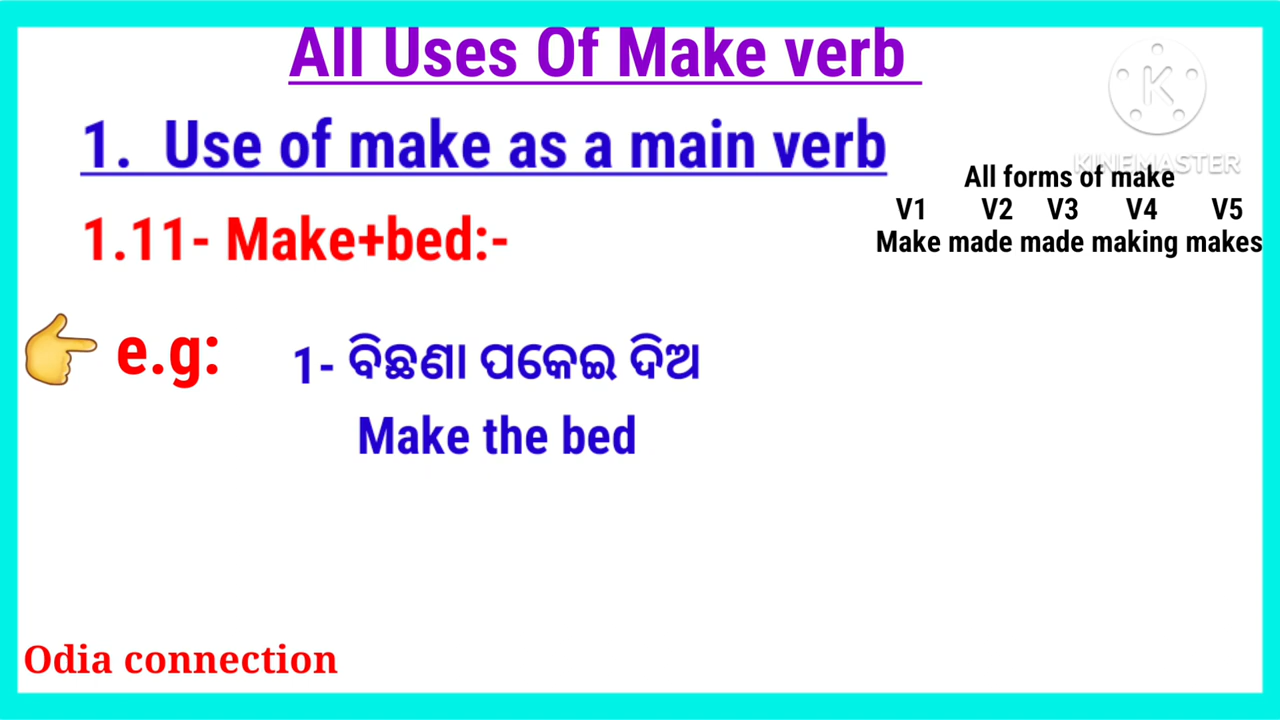 All Uses Of Make verb
1. Use of make as a main verb
KINEMASTER
All forms of make
V1 V2 V3 V4 V5
Make made made making makes
1.11- Make+bed:-
👉 e.g: 1- ବିଛଣା ପକେଇ ଦିଅ
Make the bed
Odia connection